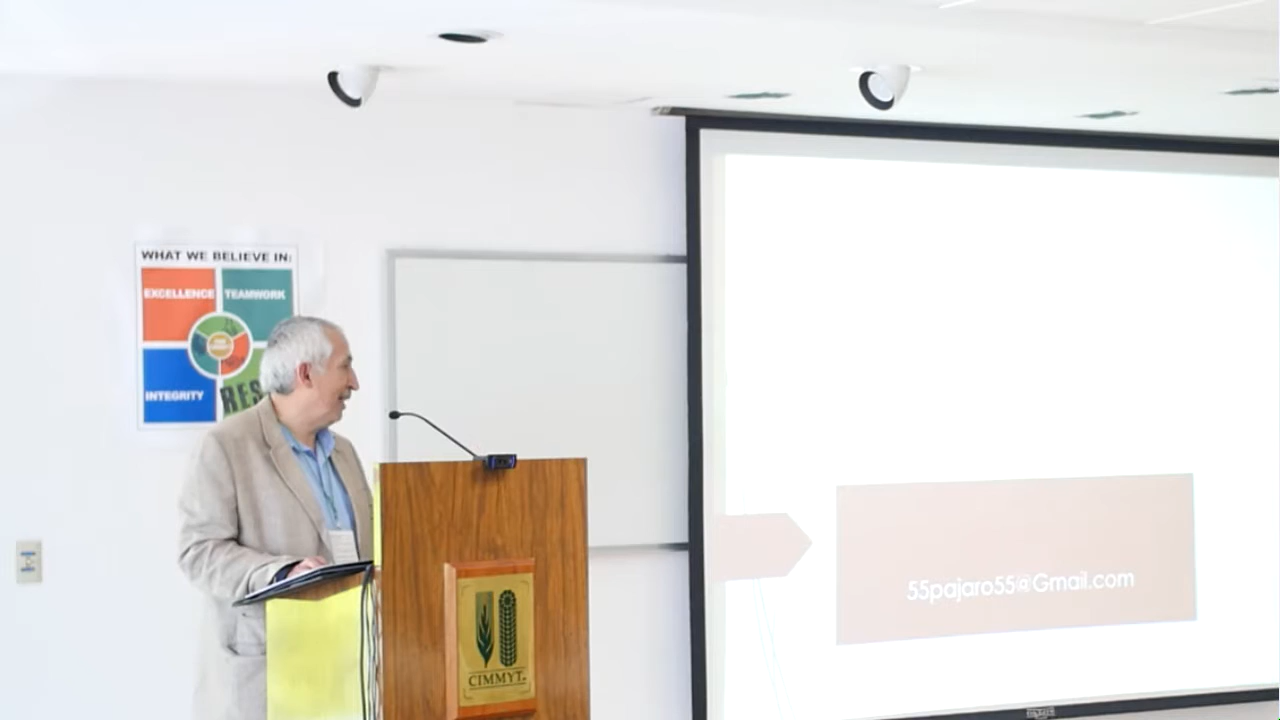 WHAT WE BELIEVE IN:
EXCELLENCE
TEAMWORK
INTEGRITY
RES
CIMMYT
55pajaro55@Gmail.com